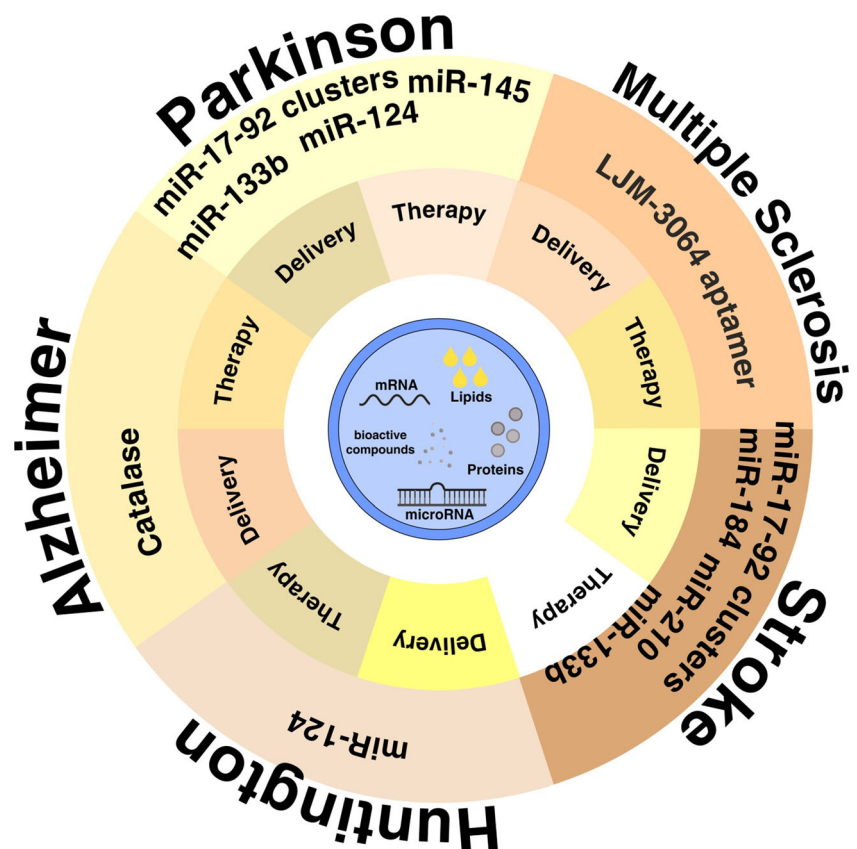 Parkinson
miR-17-92 clusters miR-145
miR-133b miR-124
Delivery
Therapy
Multiple Sclerosis
LJM-3064 aptamer
Delivery
Therapy
Stroke
miR-17-92 clusters
miR-184 miR-210
miR-133b
Delivery
Therapy
Huntington
miR-124
Delivery
Therapy
Alzheimer
Catalase
Delivery
Therapy
mRNA
Lipids
bioactive
compounds
Proteins
microRNA